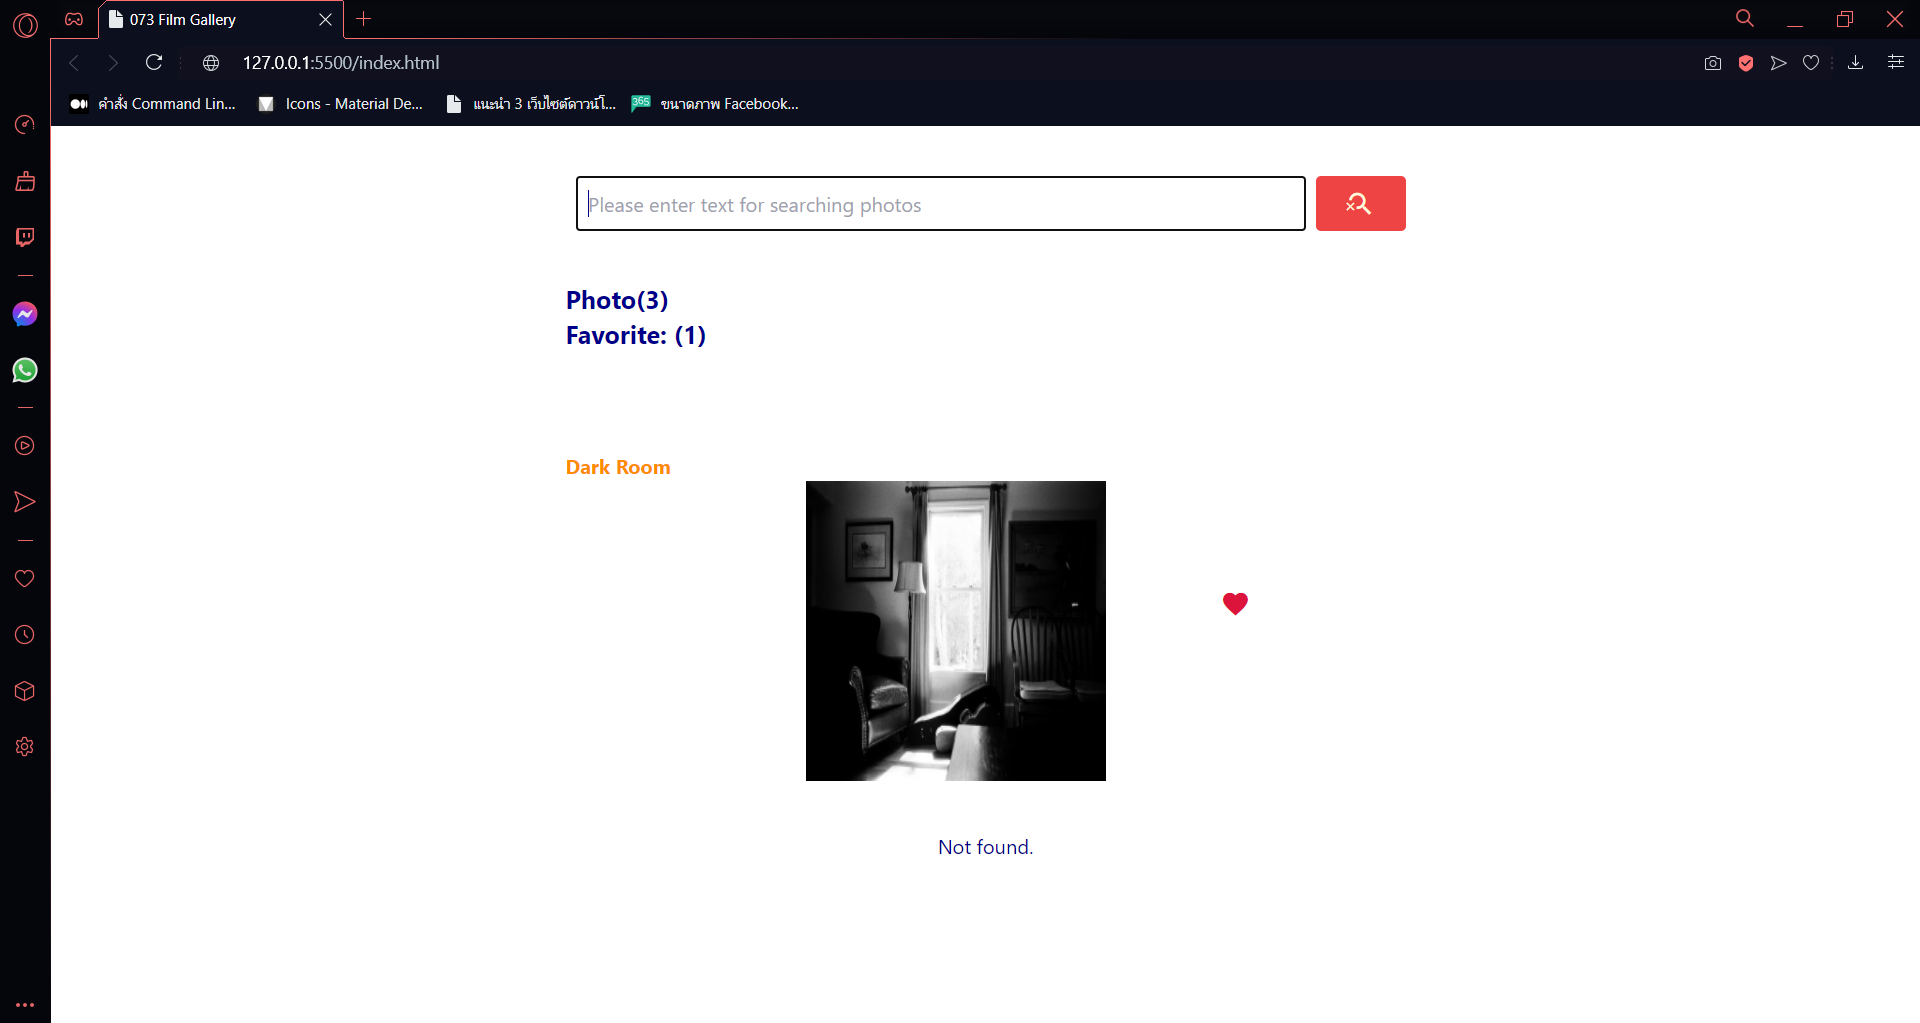 073 Film Gallery
127.0.0.1:5500/index.html
คำสั่ง Command Lin...
Icons - Material De...
แนะนำ 3 เว็บไซต์ดาวน์โ...
365
ขนาดภาพ Facebook...
Please enter text for searching photos
Photo(3)
Favorite: (1)
Dark Room
Not found.